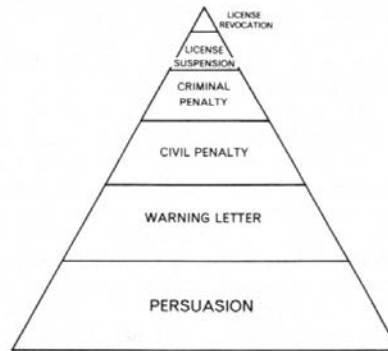 LICENSE
REVOCATION
LICENSE
SUSPENSION
CRIMINAL
PENALTY
CIVIL PENALTY
WARNING LETTER
PERSUASION